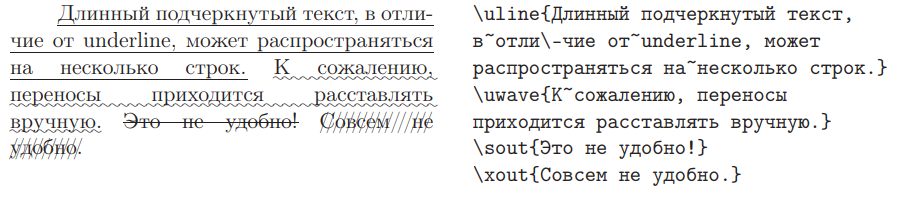 Длинный подчеркнутый текст, в отли-
чие от underline, может распространяться
на несколько строк. К сожалению,
переносы приходится расставлять
вручную. Это не удобно! Совсем не
удобно.
\uline{Длинный подчеркнутый текст,
в~отли\-чие от~underline, может
распространяться на~несколько строк.}
\uwave{К~сожалению, переносы
приходится расставлять вручную.}
\sout{Это не удобно!}
\xout{Совсем не удобно.}